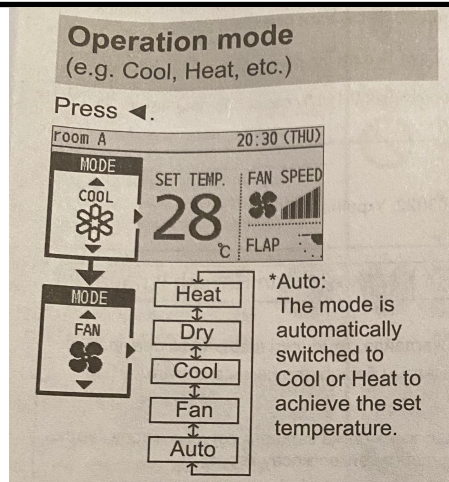 Operation mode
(e.g. Cool, Heat, etc.)
Press ◄.
room A 20:30 (THU)
MODE
COOL
SET TEMP.
28
°C
FAN SPEED
FLAP
MODE
FAN
Heat
Dry
Cool
Fan
Auto
*Auto:
The mode is
automatically
switched to
Cool or Heat to
achieve the set
temperature.